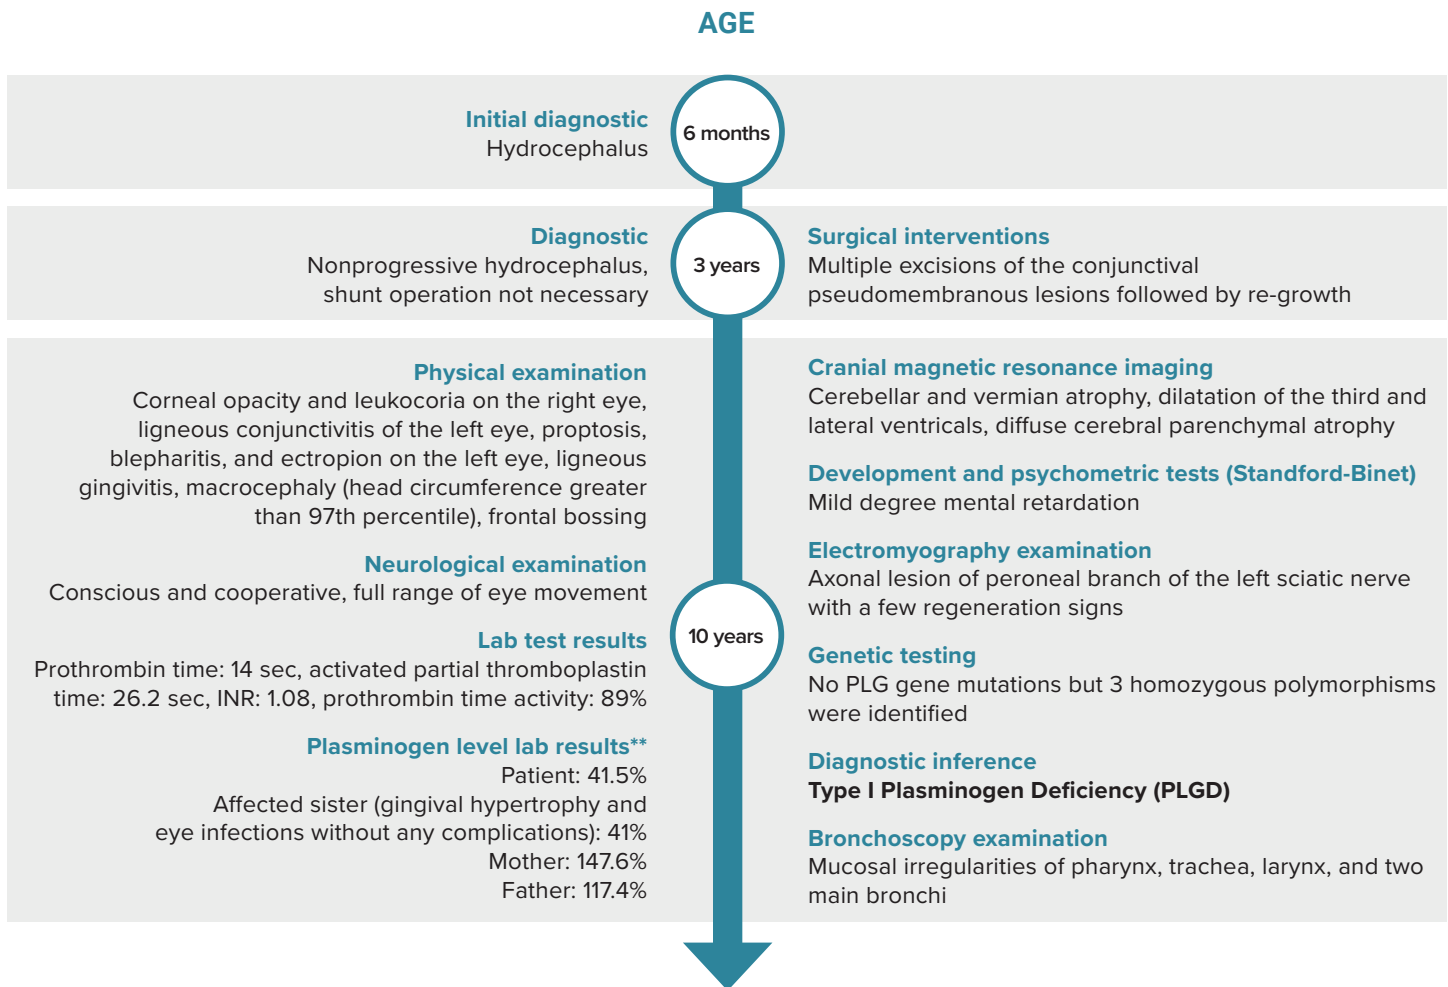 AGE
6 months
Initial diagnostic
Hydrocephalus
3 years
Diagnostic
Nonprogressive hydrocephalus,
shunt operation not necessary
Surgical interventions
Multiple excisions of the conjunctival
pseudomembranous lesions followed by re-growth
10 years
Physical examination
Corneal opacity and leukocoria on the right eye,
ligneous conjunctivitis of the left eye, proptosis,
blepharitis, and ectropion on the left eye, ligneous
gingivitis, macrocephaly (head circumference greater
than 97th percentile), frontal bossing
Neurological examination
Conscious and cooperative, full range of eye movement
Lab test results
Prothrombin time: 14 sec, activated partial thromboplastin
time: 26.2 sec, INR: 1.08, prothrombin time activity: 89%
Plasminogen level lab results**
Patient: 41.5%
Affected sister (gingival hypertrophy and
eye infections without any complications): 41%
Mother: 147.6%
Father: 117.4%
Cranial magnetic resonance imaging
Cerebellar and vermian atrophy, dilatation of the third and
lateral ventricals, diffuse cerebral parenchymal atrophy
Development and psychometric tests (Standford-Binet)
Mild degree mental retardation
Electromyography examination
Axonal lesion of peroneal branch of the left sciatic nerve
with a few regeneration signs
Genetic testing
No PLG gene mutations but 3 homozygous polymorphisms
were identified
Diagnostic inference
Type I Plasminogen Deficiency (PLGD)
Bronchoscopy examination
Mucosal irregularities of pharynx, trachea, larynx, and two
main bronchi